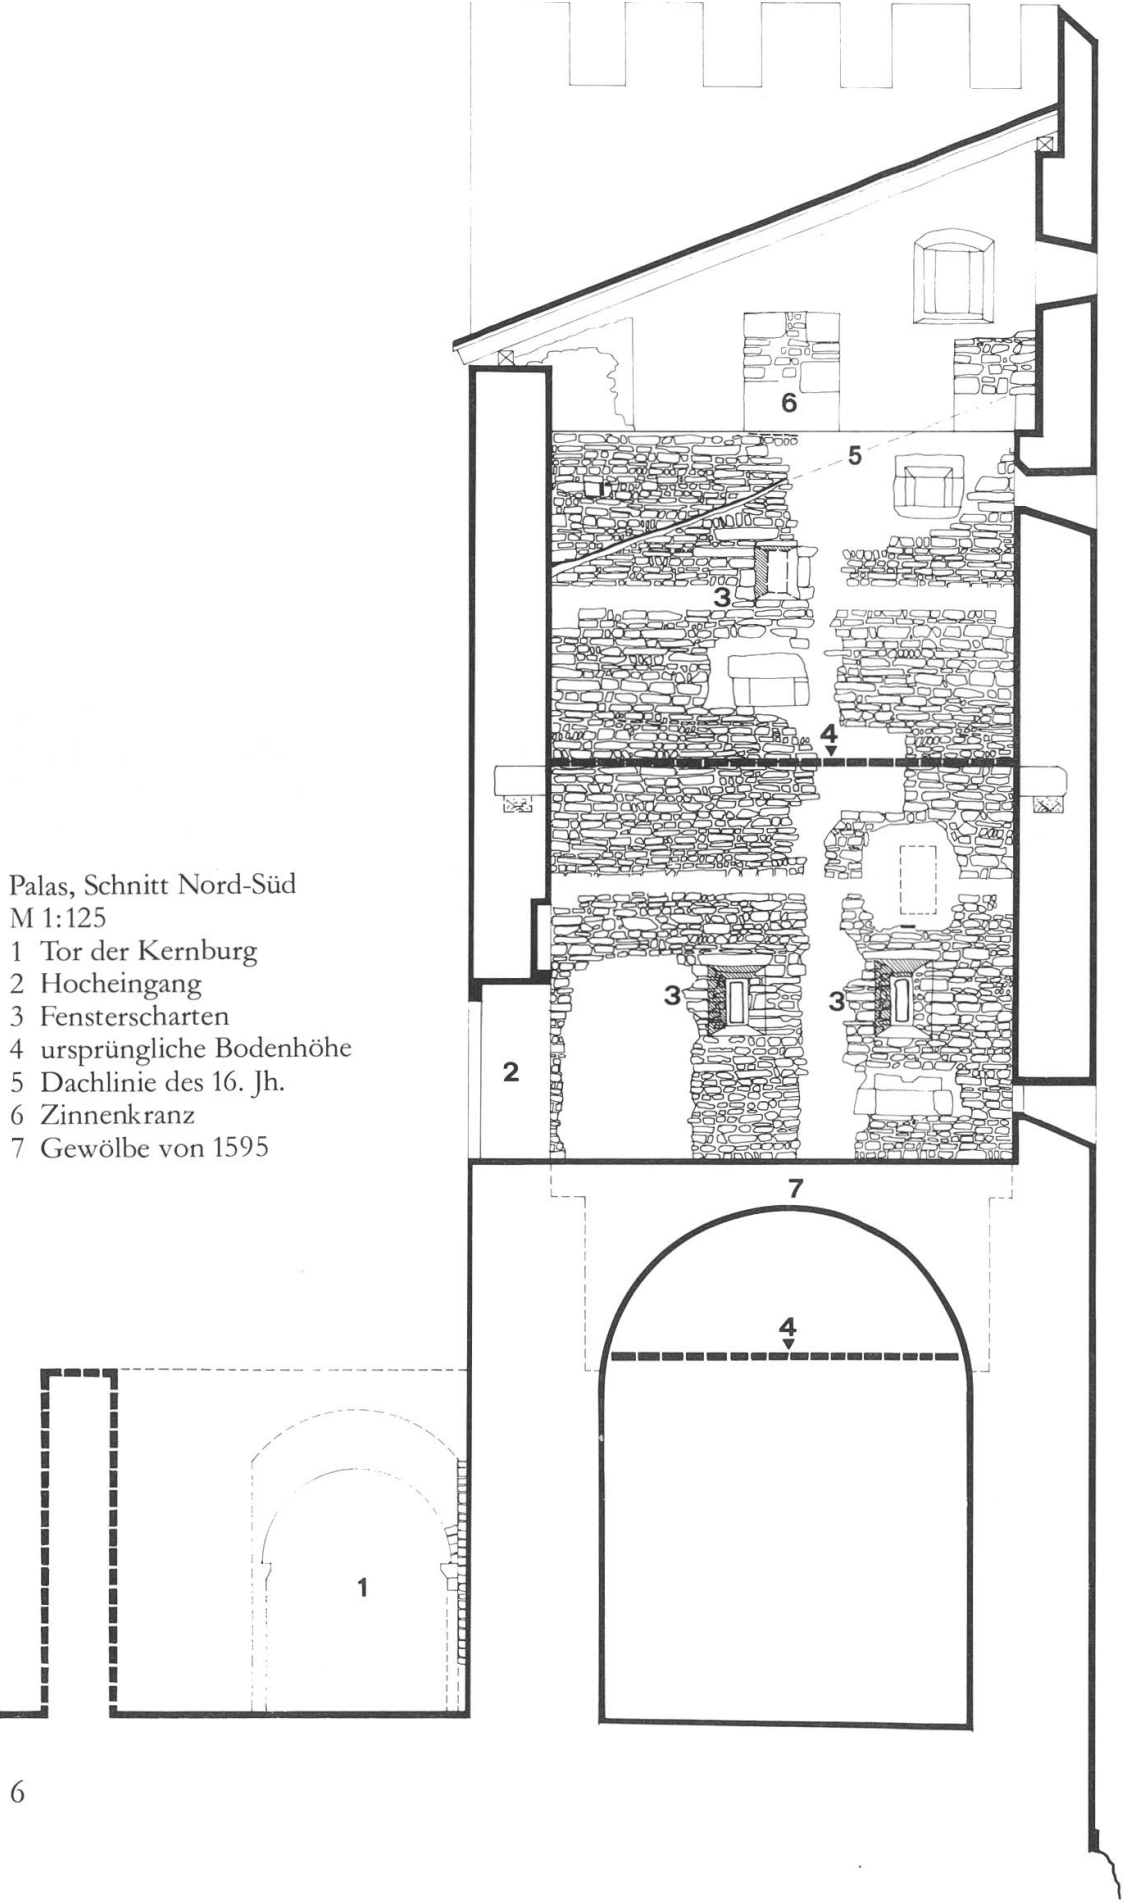 6
5
3
4
3
3
2
7
4
1
Palas, Schnitt Nord-Süd
M 1:125
1 Tor der Kernburg
2 Hocheingang
3 Fensterscharten
4 ursprüngliche Bodenhöhe
5 Dachlinie des 16. Jh.
6 Zinnenkranz
7 Gewölbe von 1595
6